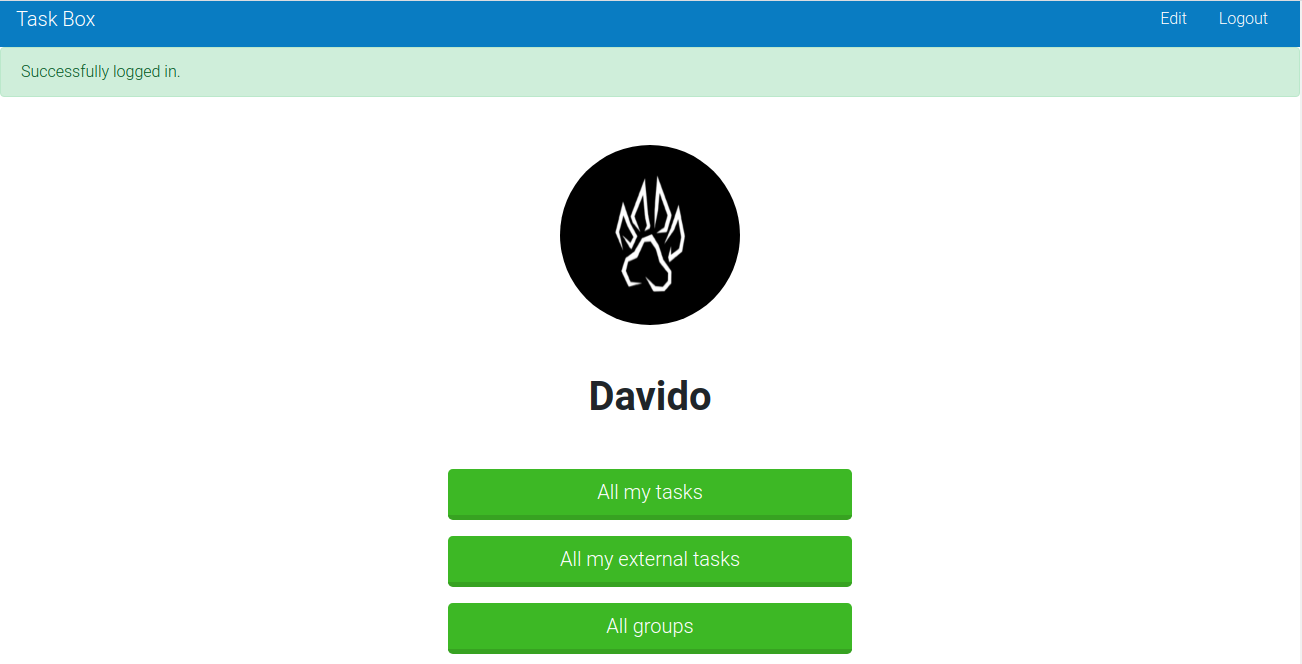 Task Box
Edit
Logout
Successfully logged in.
Davido
All my tasks
All my external tasks
All groups